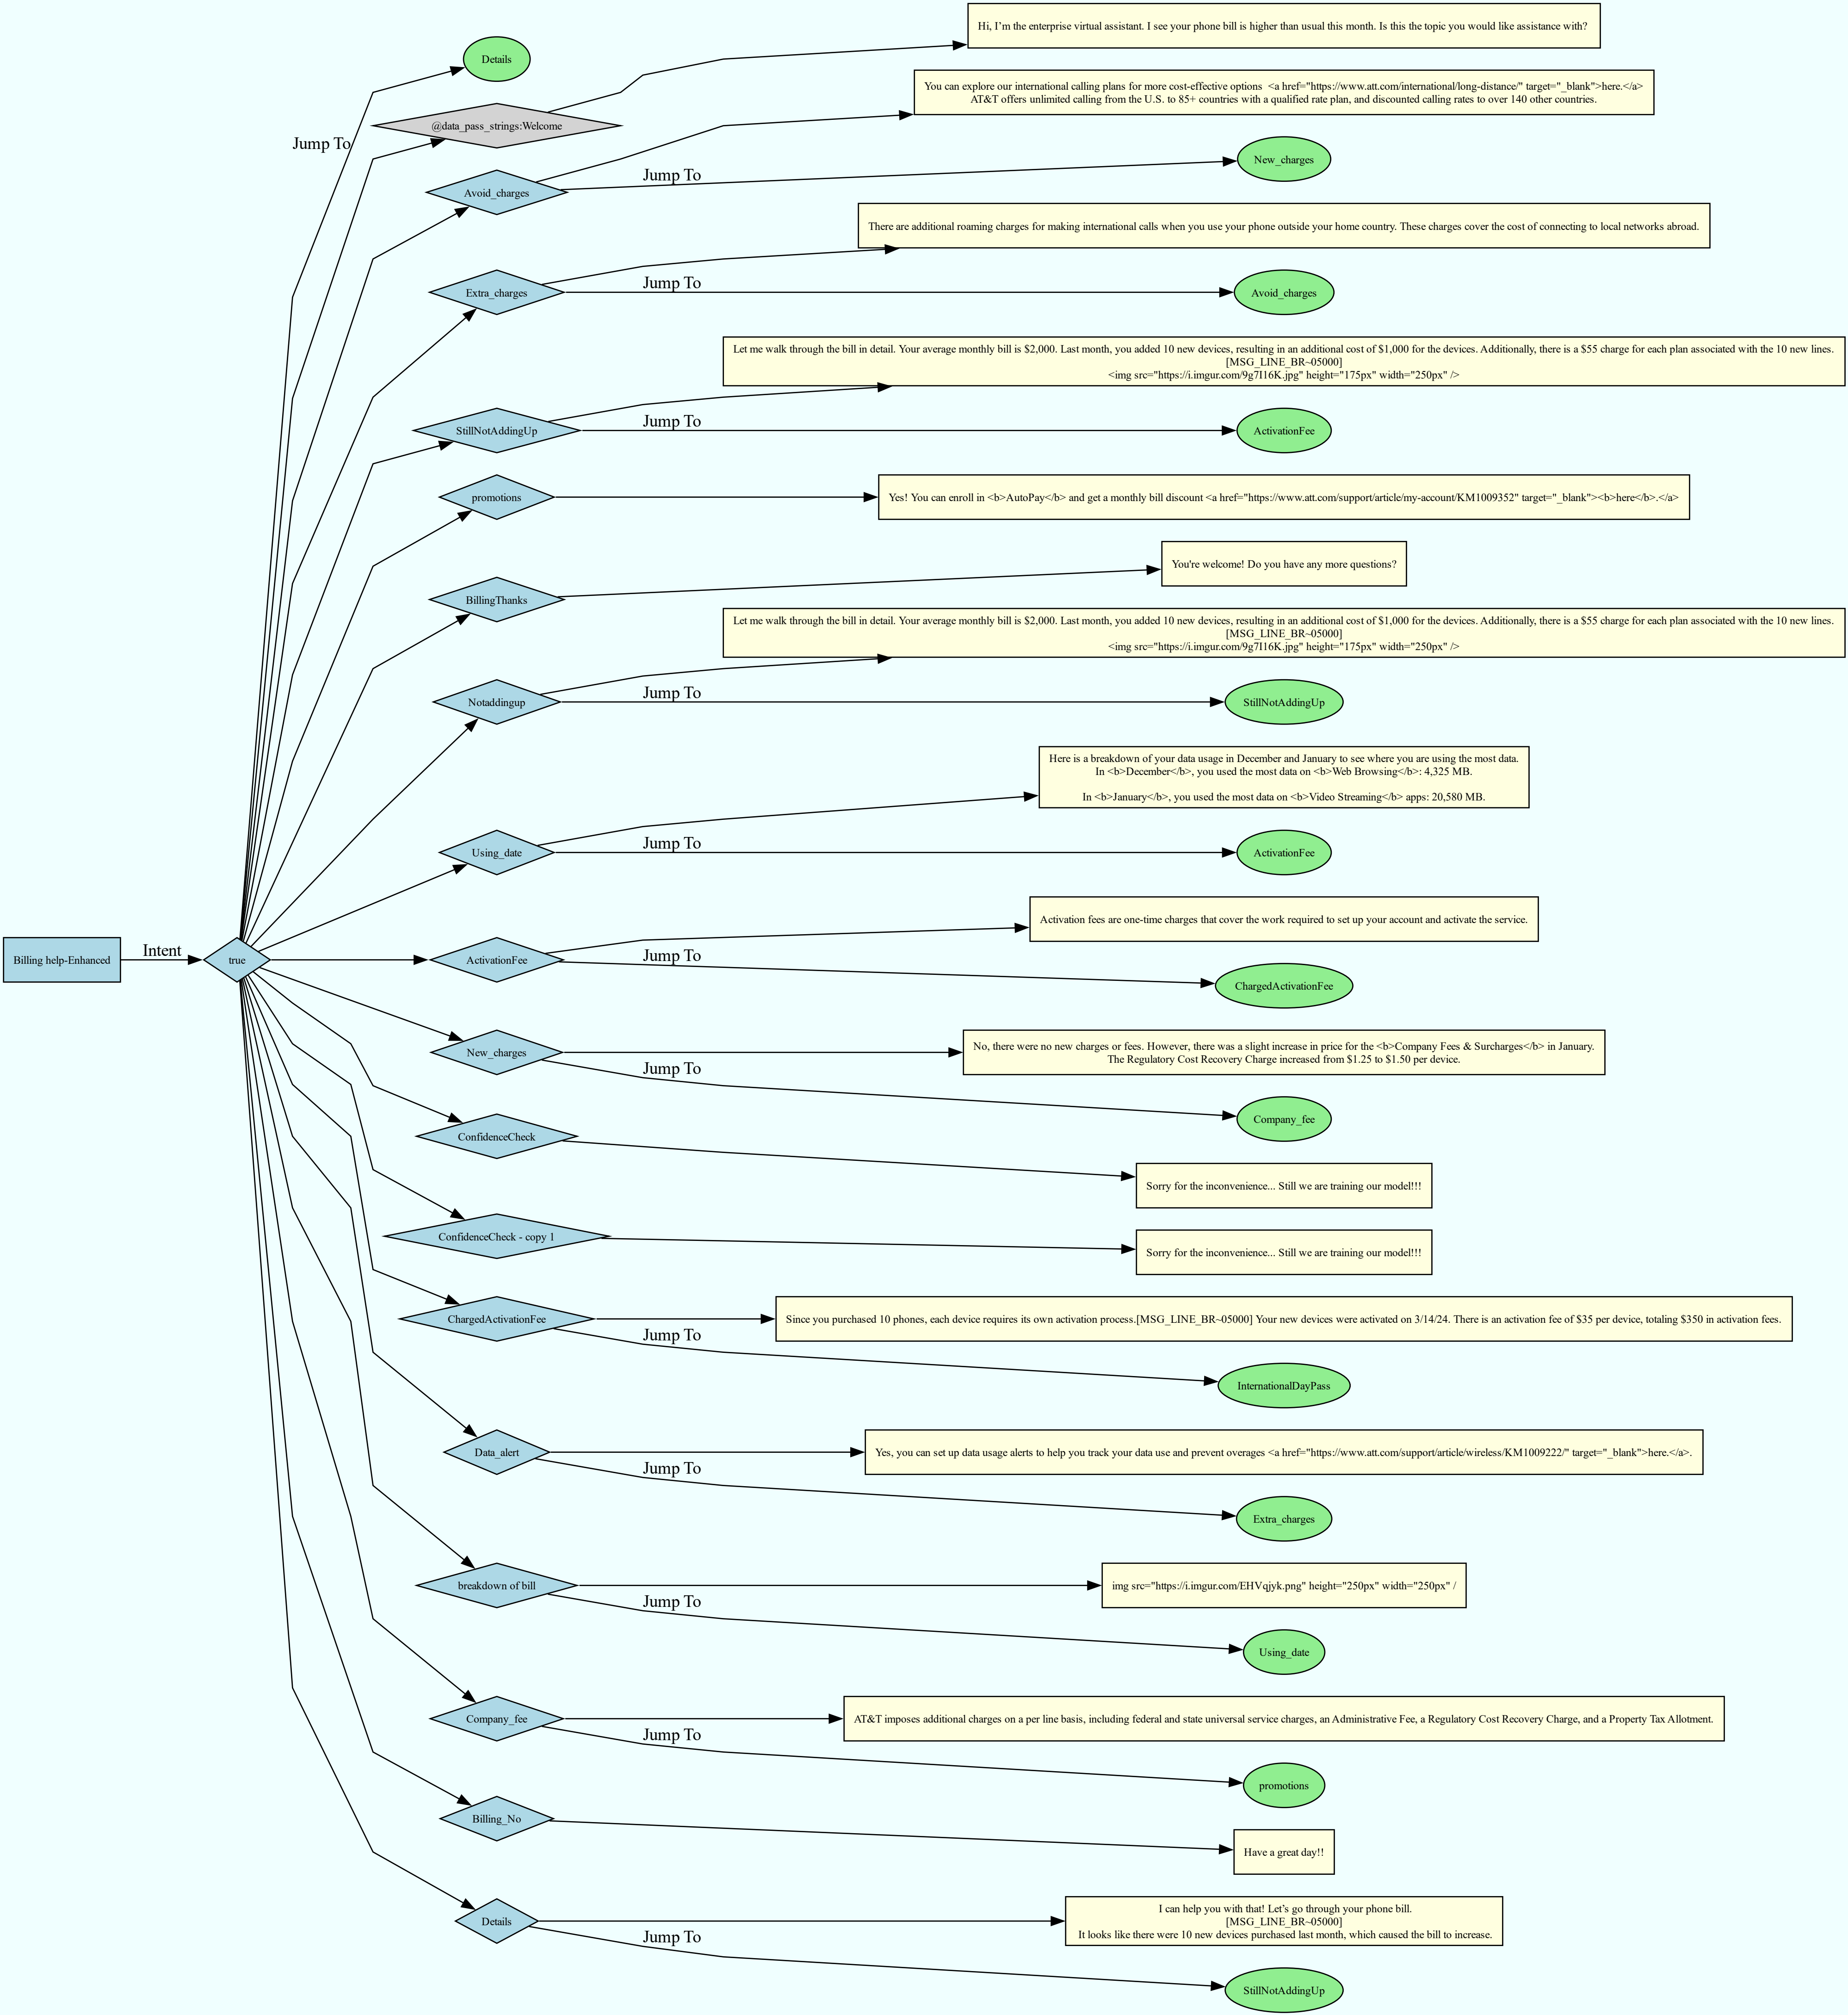 Hi, I’m the enterprise virtual assistant. I see your phone bill is higher than usual this month. Is this the topic you would like assistance with?
Details
@data_pass_strings:Welcome
You can explore our international calling plans for more cost-effective options  <a href="https://www.att.com/international/long-distance/" target="_blank">here.</a>
AT&T offers unlimited calling from the U.S. to 85+ countries with a qualified rate plan, and discounted calling rates to over 140 other countries.
Jump To
Avoid_charges
Jump To
New_charges
There are additional roaming charges for making international calls when you use your phone outside your home country. These charges cover the cost of connecting to local networks abroad.
Extra_charges
Jump To
Avoid_charges
Let me walk through the bill in detail. Your average monthly bill is $2,000. Last month, you added 10 new devices, resulting in an additional cost of $1,000 for the devices. Additionally, there is a $55 charge for each plan associated with the 10 new lines.
[MSG_LINE_BR~05000]
<img src="https://i.imgur.com/9g7I16K.jpg" height="175px" width="250px" />
StillNotAddingUp
Jump To
ActivationFee
promotions
Yes! You can enroll in <b>AutoPay</b> and get a monthly bill discount <a href="https://www.att.com/support/article/my-account/KM1009352" target="_blank"><b>here</b>.</a>
You're welcome! Do you have any more questions?
BillingThanks
Let me walk through the bill in detail. Your average monthly bill is $2,000. Last month, you added 10 new devices, resulting in an additional cost of $1,000 for the devices. Additionally, there is a $55 charge for each plan associated with the 10 new lines.
[MSG_LINE_BR~05000]
<img src="https://i.imgur.com/9g7I16K.jpg" height="175px" width="250px" />
Notaddingup
Jump To
StillNotAddingUp
Here is a breakdown of your data usage in December and January to see where you are using the most data.
In <b>December</b>, you used the most data on <b>Web Browsing</b>: 4,325 MB.
In <b>January</b>, you used the most data on <b>Video Streaming</b> apps: 20,580 MB.
Using_date
Jump To
ActivationFee
Activation fees are one-time charges that cover the work required to set up your account and activate the service.
Billing help-Enhanced
Intent
true
ActivationFee
Jump To
ChargedActivationFee
New_charges
No, there were no new charges or fees. However, there was a slight increase in price for the <b>Company Fees & Surcharges</b> in January.
The Regulatory Cost Recovery Charge increased from $1.25 to $1.50 per device.
Jump To
Company_fee
ConfidenceCheck
Sorry for the inconvenience... Still we are training our model!!!
ConfidenceCheck - copy 1
Sorry for the inconvenience... Still we are training our model!!!
ChargedActivationFee
Since you purchased 10 phones, each device requires its own activation process.[MSG_LINE_BR~05000] Your new devices were activated on 3/14/24. There is an activation fee of $35 per device, totaling $350 in activation fees.
Jump To
InternationalDayPass
Data_alert
Yes, you can set up data usage alerts to help you track your data use and prevent overages <a href="https://www.att.com/support/article/wireless/KM1009222/" target="_blank">here.</a>.
Jump To
Extra_charges
breakdown of bill
img src="https://i.imgur.com/EHVqjyk.png" height="250px" width="250px" /
Jump To
Using_date
Company_fee
AT&T imposes additional charges on a per line basis, including federal and state universal service charges, an Administrative Fee, a Regulatory Cost Recovery Charge, and a Property Tax Allotment.
Jump To
promotions
Billing_No
Have a great day!!
Details
I can help you with that! Let’s go through your phone bill.
[MSG_LINE_BR~05000]
It looks like there were 10 new devices purchased last month, which caused the bill to increase.
Jump To
StillNotAddingUp